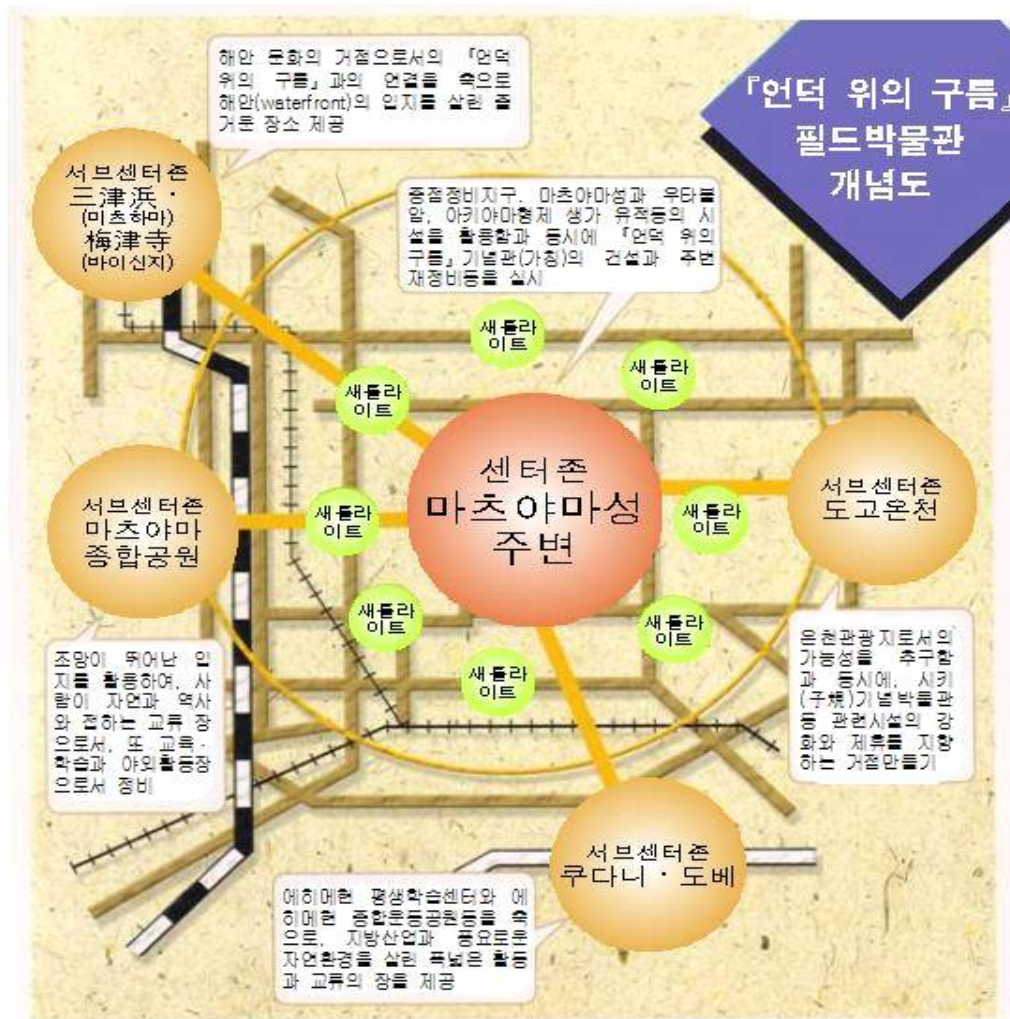 『언덕 위의 구름』
필드박물관
개념도
해안 문화의 거점으로서의 『언덕
위의 구름』과의 연결을 축으로
해안(waterfront)의 입지를 살린 즐
거운 장소 제공
서브센터존
三津浜·
(미츠하마)
梅津寺
(바이신지)
중점정비지구. 마츠야마성과 우타불
암, 아키야마형제 생가 유적등의 시
설을 활용함과 동시에 『언덕 위의
구름』기념관(가칭)의 건설과 주변
재정비등을 실시
새틀라
이트
새틀라
이트
새틀라
이트
센터존
마츠야마성
주변
서브센터존
도고온천
서브센터존
마츠야마
종합공원
새틀라
이트
새틀라
이트
새틀라
이트
새틀라
이트
새틀라
이트
조망이 뛰어난 입
지를 활용하여, 사
람이 자연과 역사
와 접하는 교류 장
으로서, 또 교육·
학습과 야외활동장
으로서 정비
온천관광지로서의
가능성을 추구함
과 동시에, 시키
(子規)기념박물관
등 관련시설의 강
화와 제휴를 지향
하는 거점만들기
서브센터존
쿠다니·도베
에히메현 평생학습센터와 에
히메현 종합운동공원등을 축
으로, 지방산업과 풍요로운
자연환경을 살린 폭넓은 활동
과 교류의 장을 제공